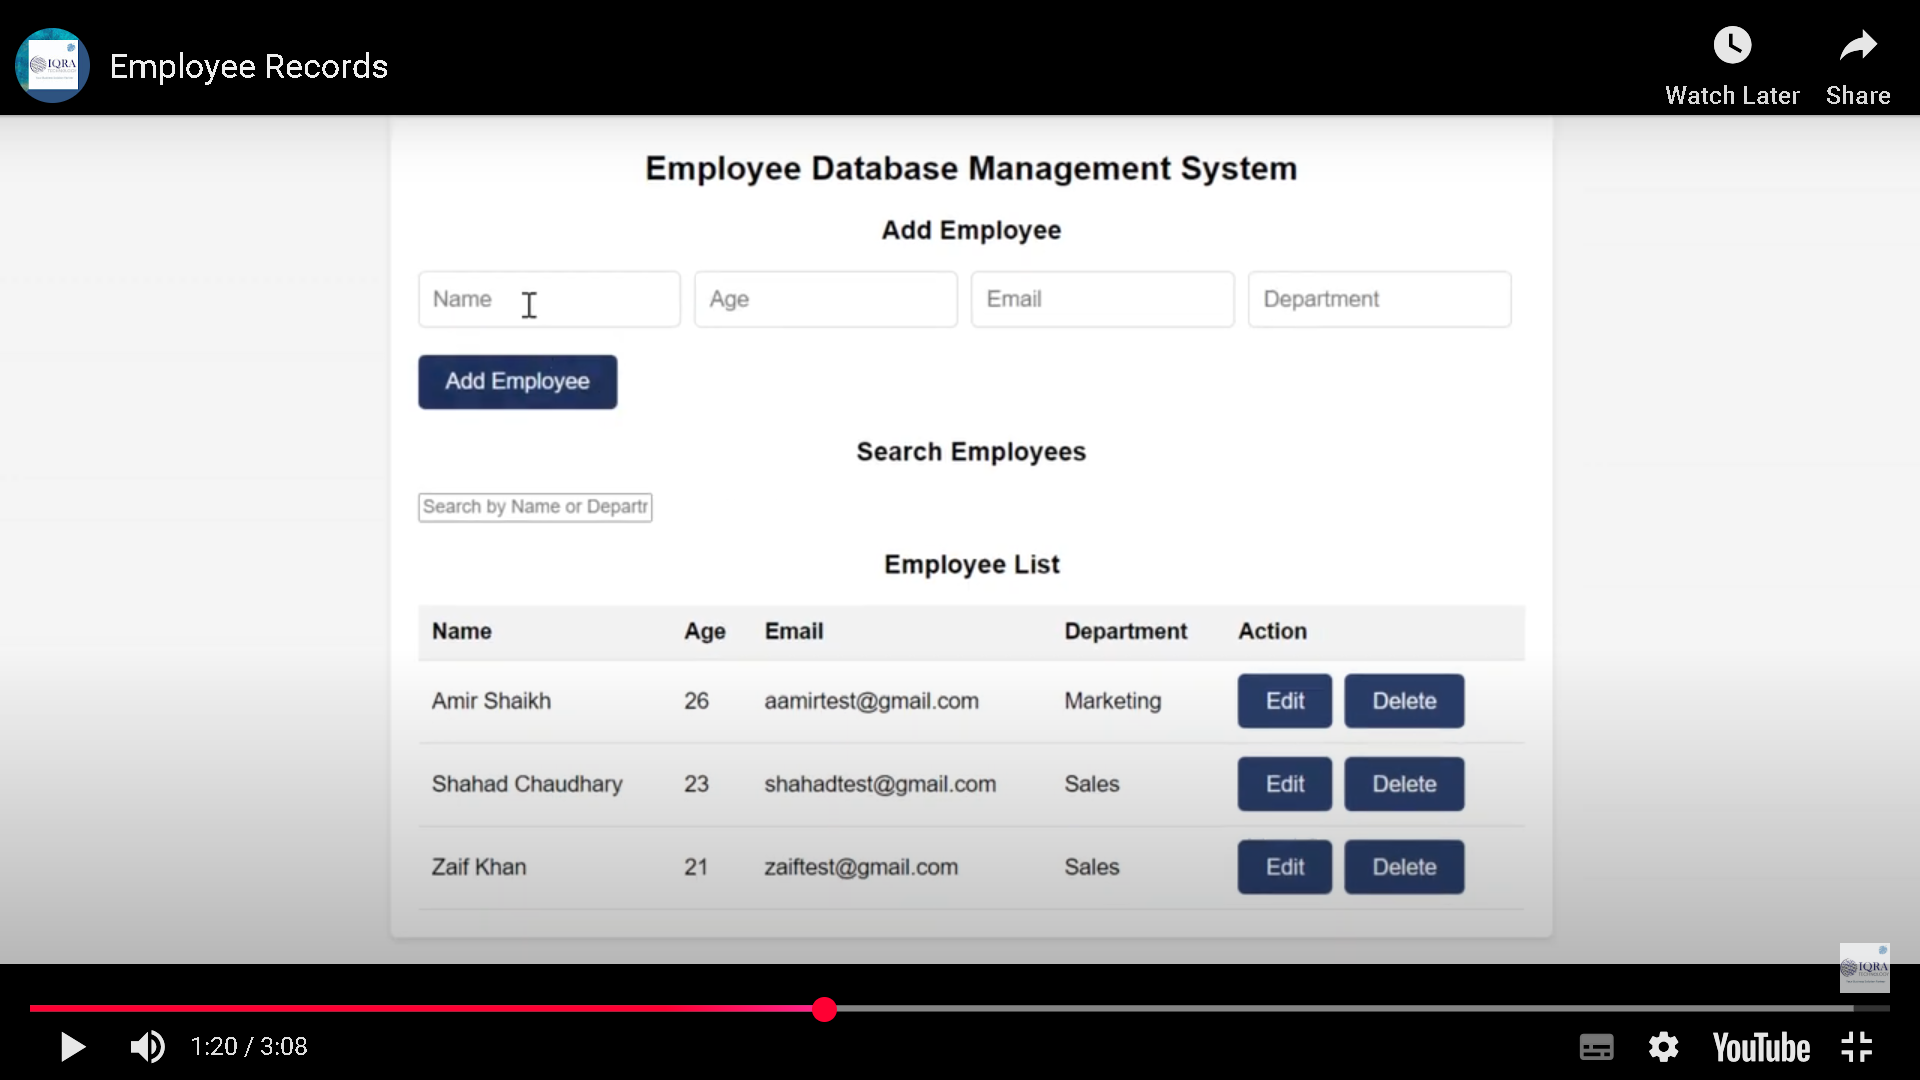 Employee Records
Watch Later
Share
Employee Database Management System
Add Employee
Name Age Email Department
Add Employee
Search Employees
Search by Name or Departr
Employee List
Name Age Email Department Action
Amir Shaikh 26 aamirtest@gmail.com Marketing Edit Delete
Shahad Chaudhary 23 shahadtest@gmail.com Sales Edit Delete
Zaif Khan 21 zaiftest@gmail.com Sales Edit Delete
IQRA
1:20 / 3:08
YouTube